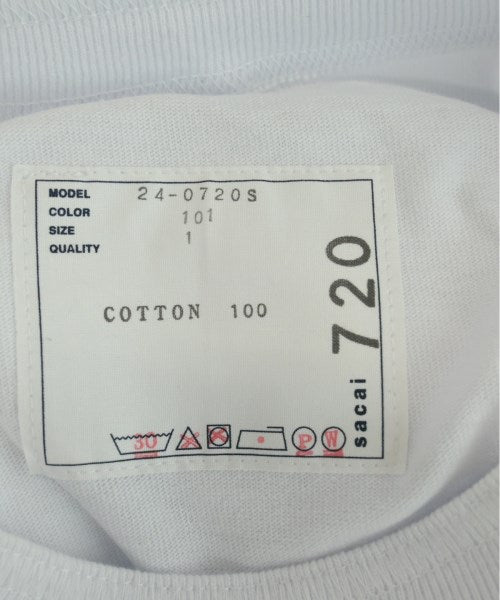 MODEL 24-0720S
COLOR 101
SIZE 1
QUALITY
COTTON 100
30 P W
sacai 720